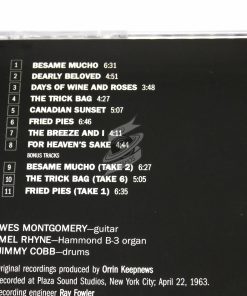 1 BESAME MUCHO 6:31
2 DEARLY BELOVED 4:51
3 DAYS OF WINE AND ROSES 3:48
4 THE TRICK BAG 4:27
5 CANADIAN SUNSET 5:07
6 FRIED PIES 6:46
7 THE BREEZE AND I 4:11
8 FOR HEAVEN'S SAKE 4:44
BONUS TRACKS
9 BESAME MUCHO (TAKE 2) 6:27
10 THE TRICK BAG (TAKE 6) 5:02
11 FRIED PIES (TAKE 1) 6:35
WES MONTGOMERY—guitar
MEL RHYNE—Hammond B-3 organ
JIMMY COBB—drums
Original recordings produced by Orrin Keepnews
recorded at Plaza Sound Studios, New York City; April 22, 1963.
recording engineer Ray Fowler